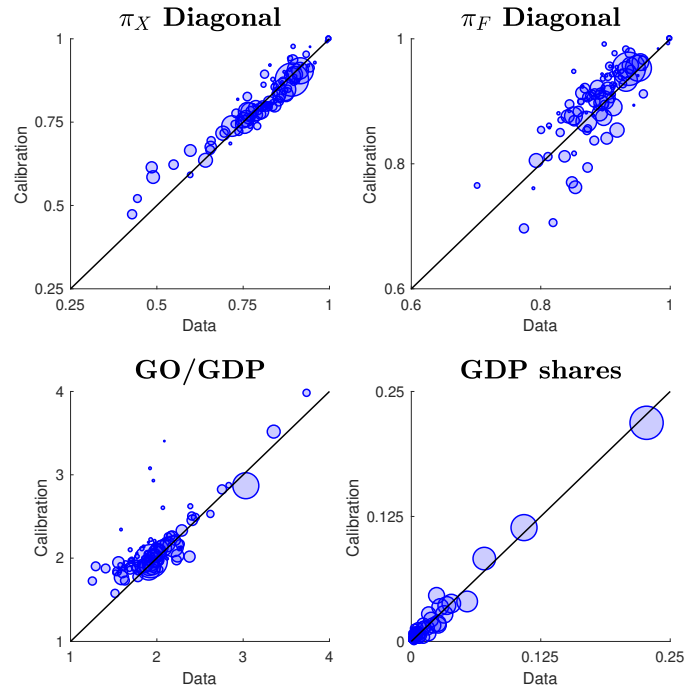 π_X Diagonal
1
0.75
0.5
0.25
Calibration
0.25 0.5 0.75 1
Data
π_F Diagonal
1
0.8
0.6
Calibration
0.6 0.8 1
Data
GO/GDP
4
3
2
1
Calibration
1 2 3 4
Data
GDP shares
0.25
0.125
0
Calibration
0 0.125 0.25
Data